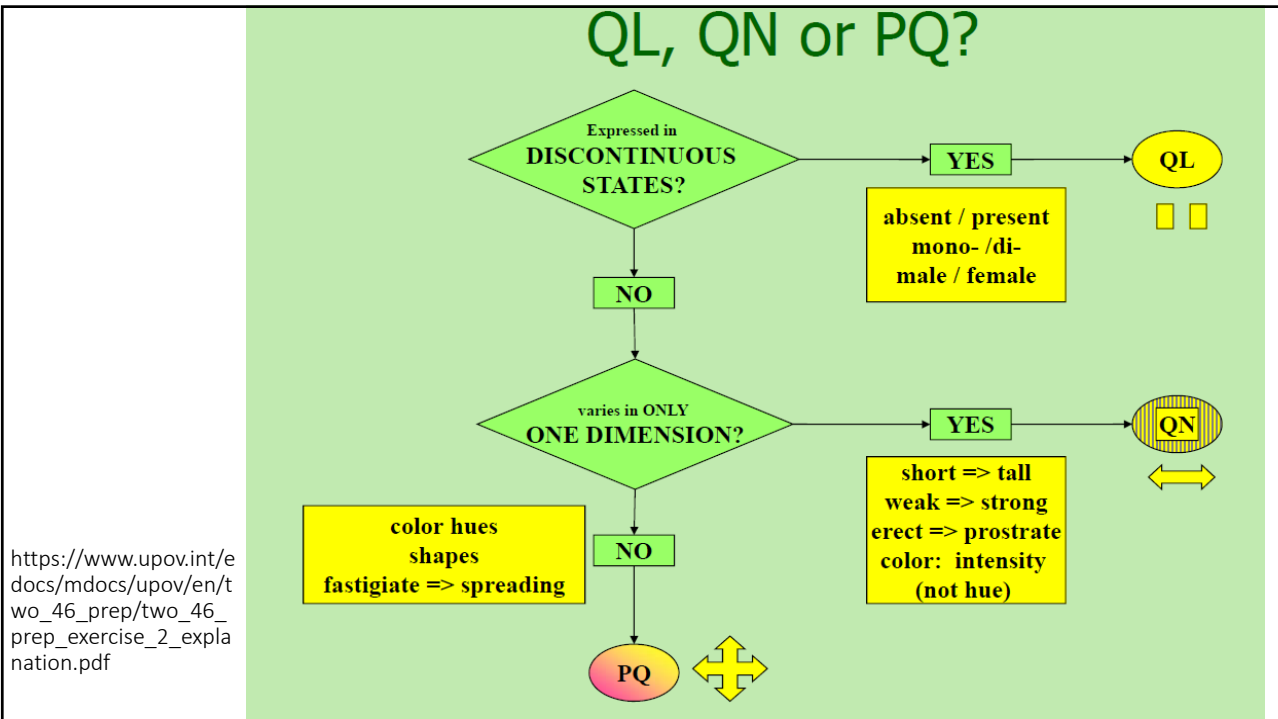 QL, QN or PQ?
Expressed in
DISCONTINUOUS
STATES?
YES
QL
absent / present
mono- /di-
male / female
NO
varies in ONLY
ONE DIMENSION?
YES
QN
short => tall
weak => strong
erect => prostrate
color: intensity
(not hue)
color hues
shapes
fastigiate => spreading
NO
PQ
https://www.upov.int/e
docs/mdocs/upov/en/t
wo_46_prep/two_46_
prep_exercise_2_expla
nation.pdf